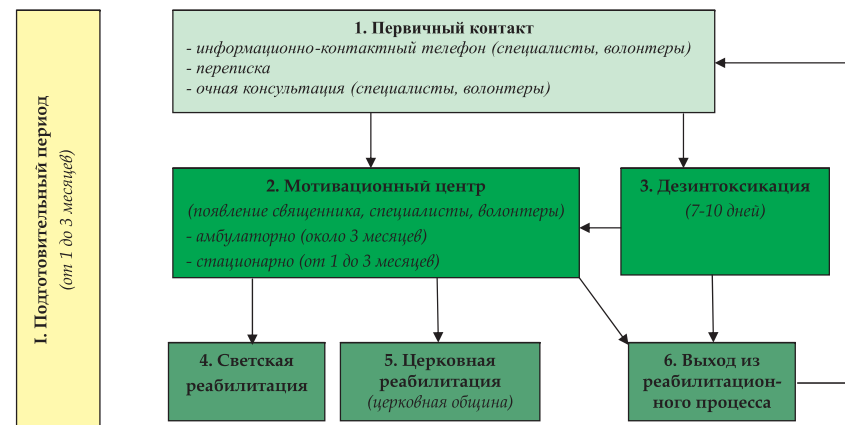 I. Подготовительный период
(от 1 до 3 месяцев)
1. Первичный контакт
- информационно-контактный телефон (специалисты, волонтеры)
- переписка
- очная консультация (специалисты, волонтеры)
2. Мотивационный центр
(появление священника, специалисты, волонтеры)
- амбулаторно (около 3 месяцев)
- стационарно (от 1 до 3 месяцев)
3. Дезинтоксикация
(7-10 дней)
4. Светская
реабилитация
5. Церковная
реабилитация
(церковная община)
6. Выход из
реабилитацион-
ного процесса